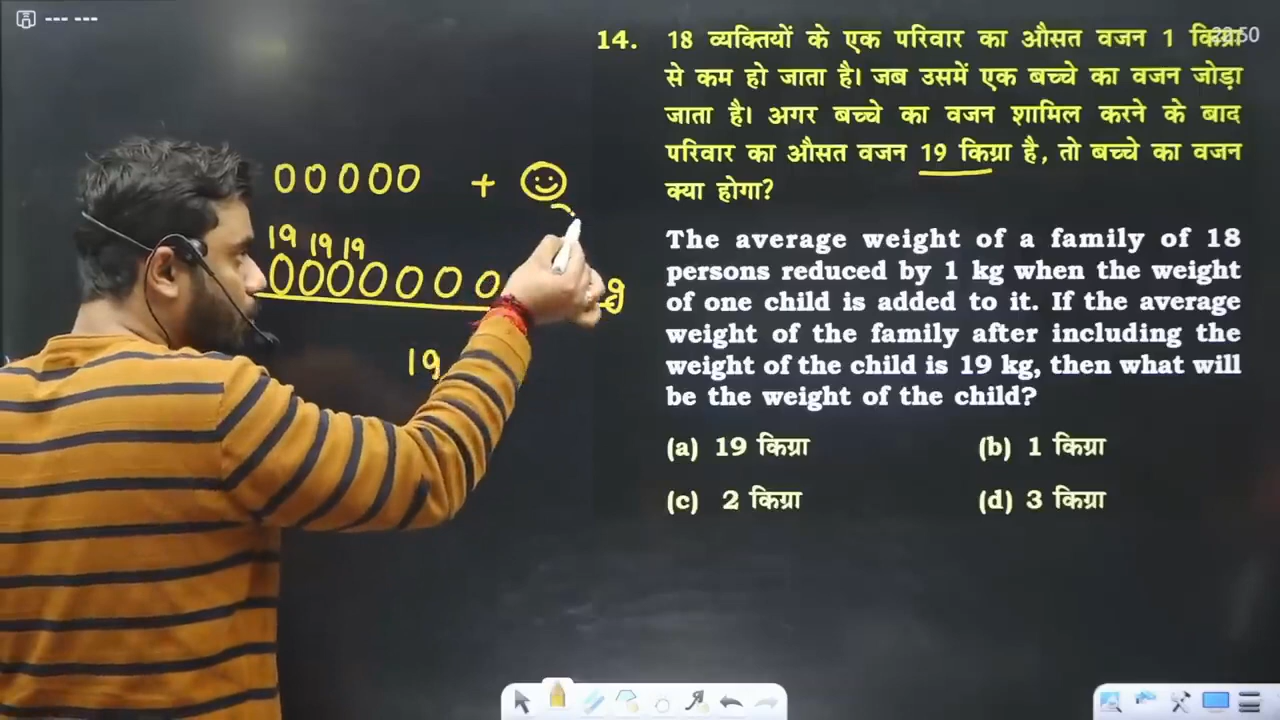 14. 18 व्यक्तियों के एक परिवार का औसत वजन 1 किग्रा
से कम हो जाता है। जब उसमें एक बच्चे का वजन जोड़ा
जाता है। अगर बच्चे का वजन शामिल करने के बाद
परिवार का औसत वजन 19 किग्रा है, तो बच्चे का वजन
क्या होगा?
The average weight of a family of 18
persons reduced by 1 kg when the weight
of one child is added to it. If the average
weight of the family after including the
weight of the child is 19 kg, then what will
be the weight of the child?
(a) 19 किग्रा (b) 1 किग्रा
(c) 2 किग्रा (d) 3 किग्रा
00000 +
19 19 19
0000000
19